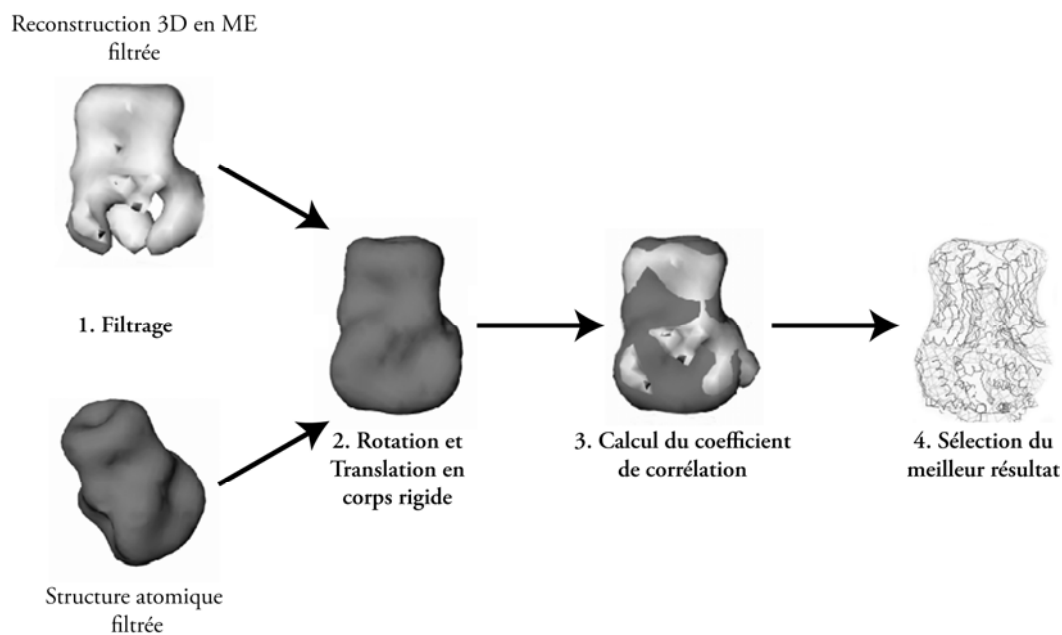 Reconstruction 3D en ME
filtrée
1. Filtrage
Structure atomique
filtrée
2. Rotation et
Translation en
corps rigide
3. Calcul du coefficient
de corrélation
4. Sélection du
meilleur résultat